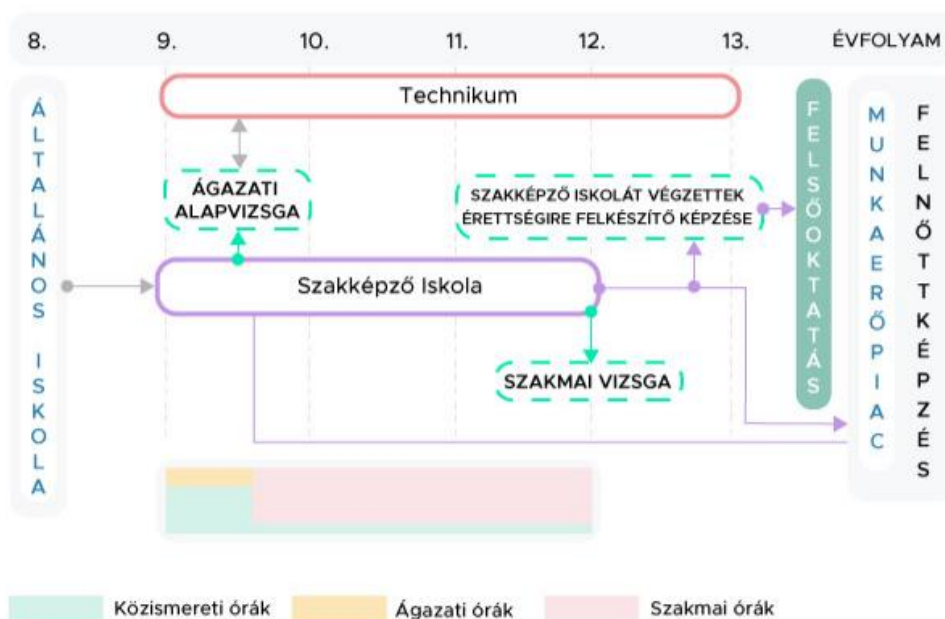 8. 9. 10. 11. 12. 13. ÉVFOLYAM
ÁLTALÁNOS ISKOLA
Technikum
ÁGAZATI
ALAPVIZSGA
SZAKKÉPZŐ ISKOLÁT VÉGZETTEK
ÉRETTSÉGIRE FELKÉSZÍTŐ KÉPZÉSE
Szakképző Iskola
SZAKMAI VIZSGA
FELSŐOKTATÁS
MUNKAERŐPIAC
FELNŐTTKÉPZÉS
Közismereti órák
Ágazati órák
Szakmai órák